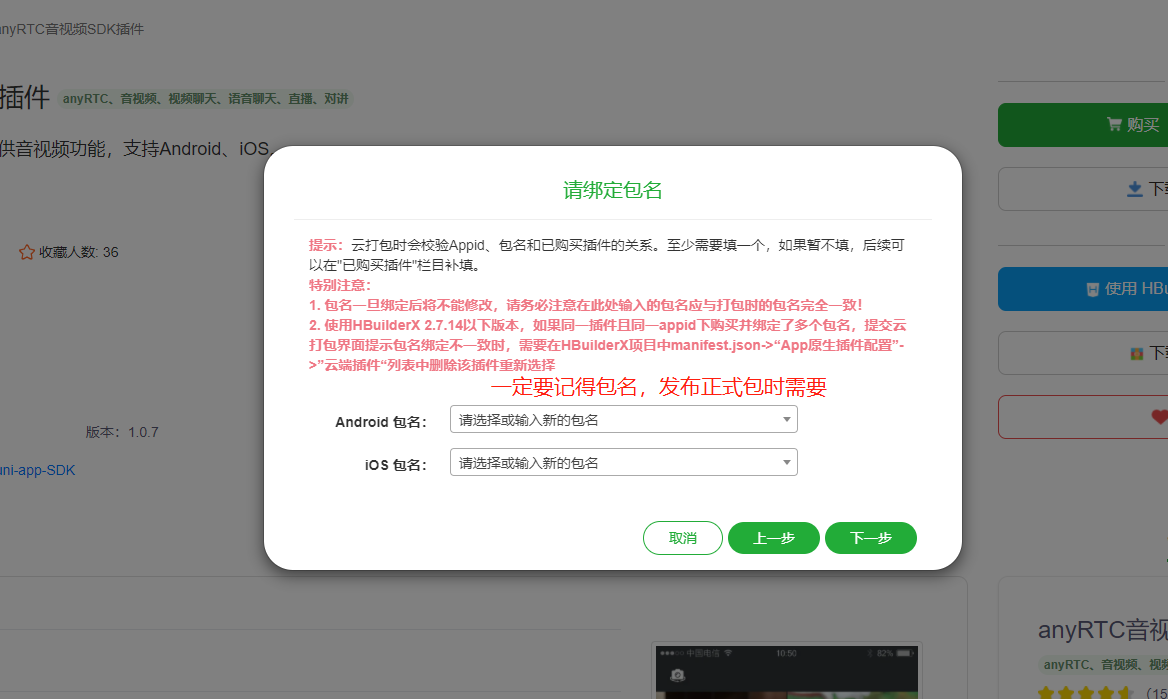 anyRTC音视频SDK插件
插件 anyRTC、音视频、视频聊天、语音聊天、直播、对讲
供音视频功能，支持Android、iOS
收藏人数: 36
版本：1.0.7
uni-app-SDK
请绑定包名
提示：云打包时会校验Appid、包名和已购买插件的关系。至少需要填一个，如果暂不填，后续可
以在"已购买插件"栏目补填。
特别注意：
1. 包名一旦绑定后将不能修改，请务必注意在此处输入的包名应与打包时的包名完全一致！
2. 使用HBuilderX 2.7.14以下版本，如果同一插件且同一appid下购买并绑定了多个包名，提交云
打包界面提示包名绑定不一致时，需要在HBuilderX项目中manifest.json->“App原生插件配置”-
>”云端插件“列表中删除该插件重新选择
一定要记得包名，发布正式包时需要
Android 包名： 请选择或输入新的包名
iOS 包名： 请选择或输入新的包名
取消 上一步 下一步
购买
下载
使用 HBu
下载
中国电信 10:50 82%
anyRTC音视
anyRTC、音视频、视频
(15